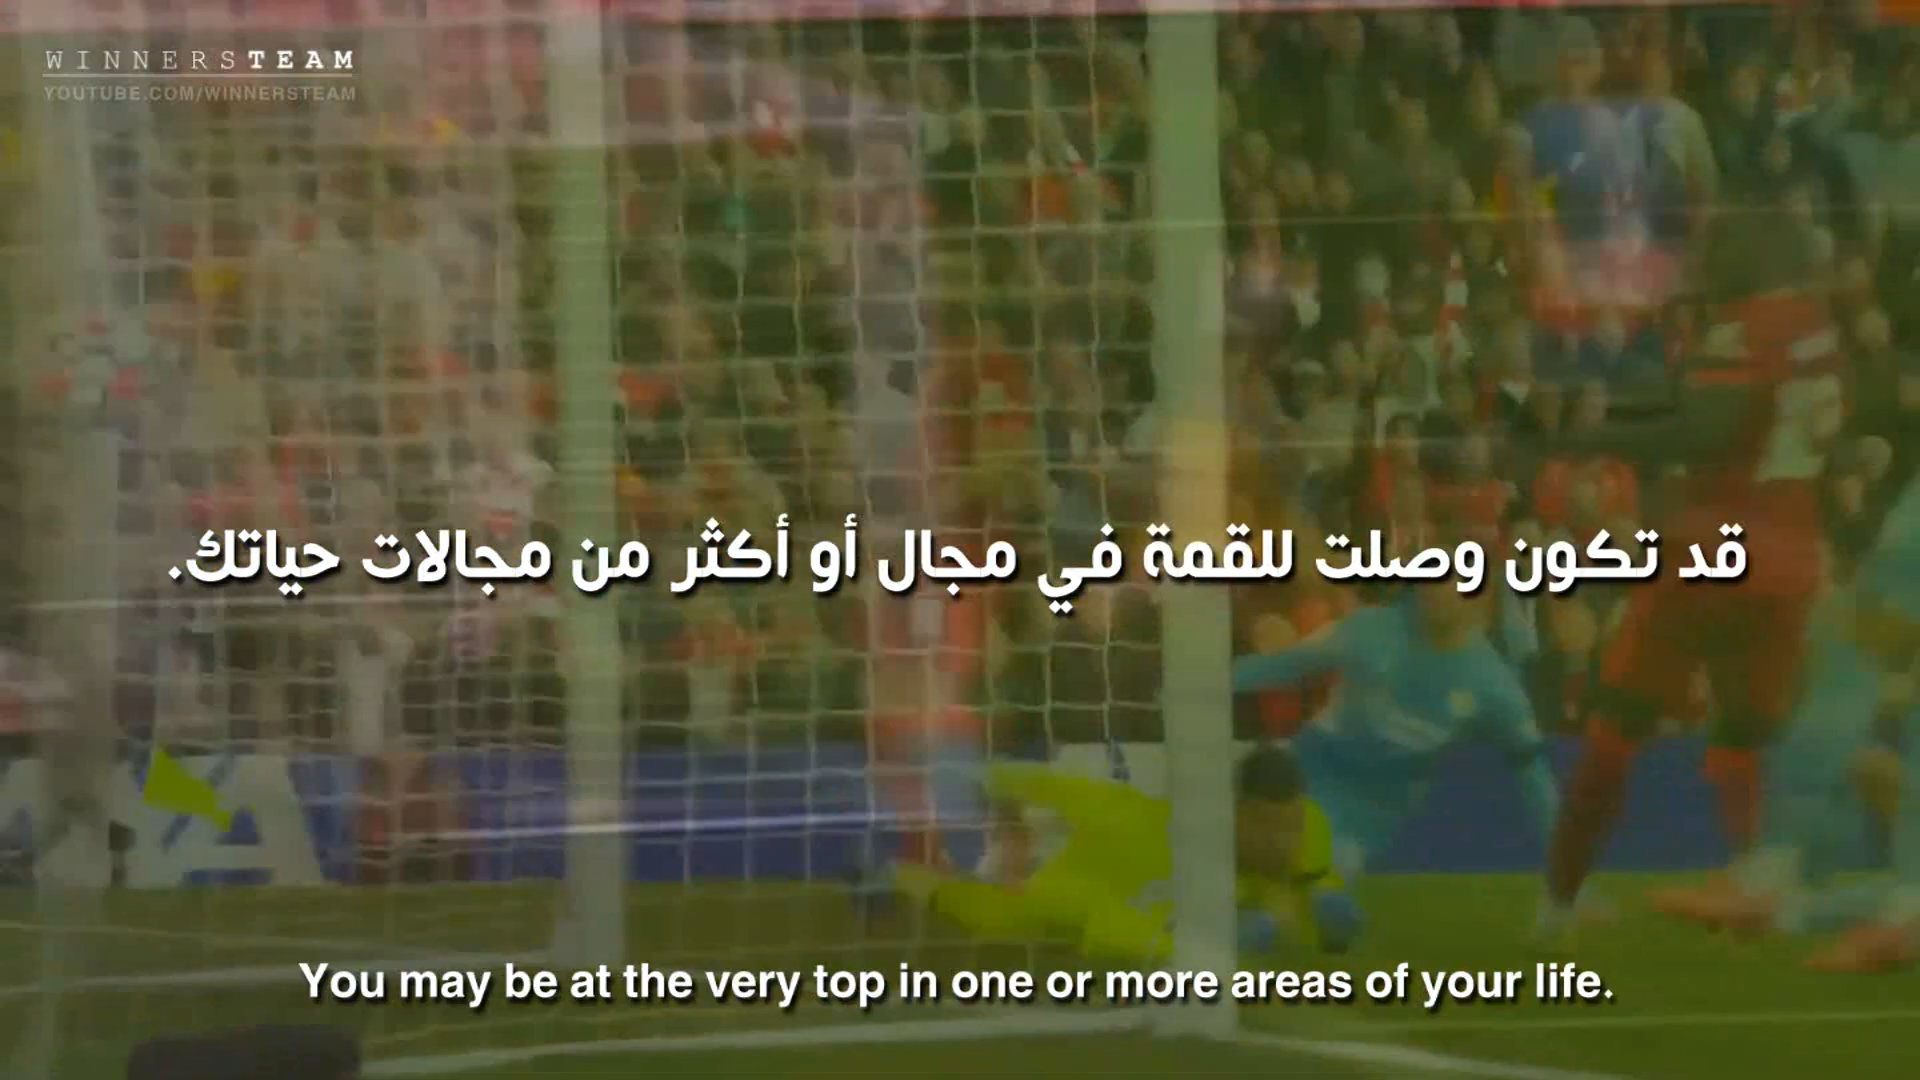 WINNERSTEAM
YOUTUBE.COM/WINNERSTEAM
قد تكون وصلت للقمة في مجال أو أكثر من مجالات حياتك.
You may be at the very top in one or more areas of your life.